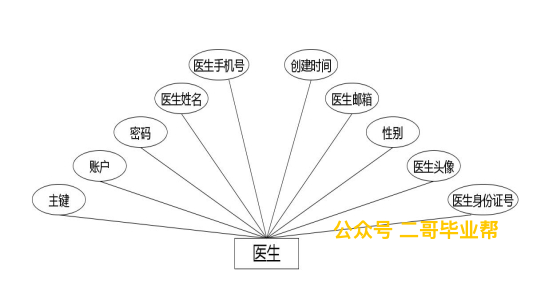 医生手机号
创建时间
医生姓名
医生邮箱
密码
性别
账户
医生头像
主键
医生身份证号
公众号 二哥毕业帮
医生